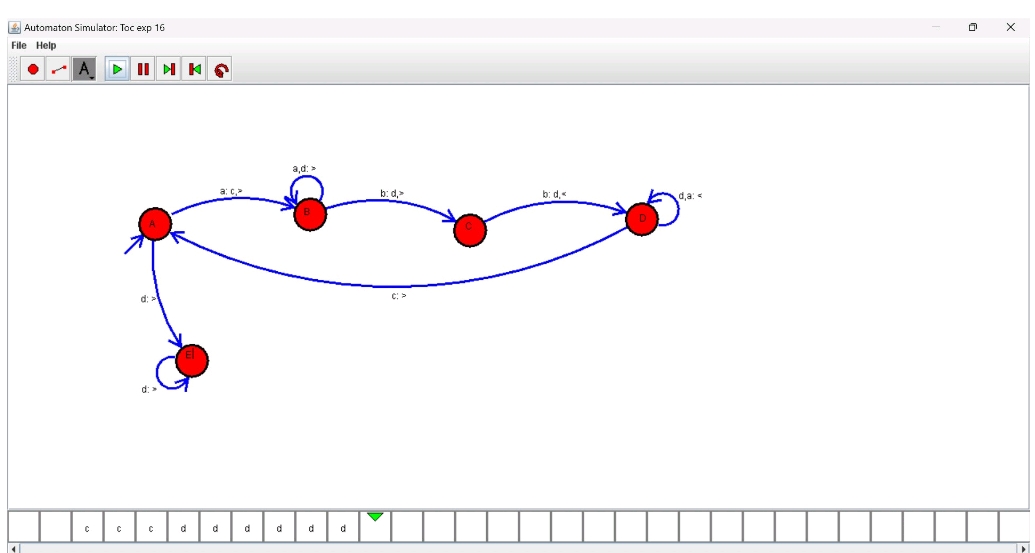 Automaton Simulator: Toc exp 16
File Help
A
a,d: >
a: c,>
b: d,>
b: d,<
d,a: <
A
B
C
D
c: >
d: >
E
d: >
c c c d d d d d d